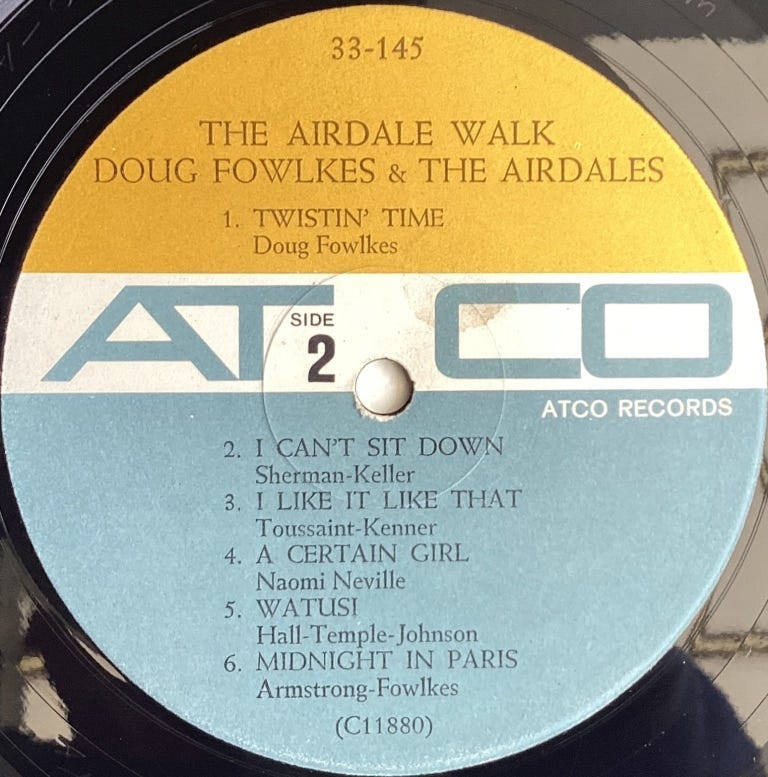 33-145
THE AIRDALE WALK
DOUG FOWLKES & THE AIRDALES
1. TWISTIN' TIME
Doug Fowlkes
ATCO
SIDE
2
ATCO RECORDS
2. I CAN'T SIT DOWN
Sherman-Keller
3. I LIKE IT LIKE THAT
Toussaint-Kenner
4. A CERTAIN GIRL
Naomi Neville
5. WATUSI
Hall-Temple-Johnson
6. MIDNIGHT IN PARIS
Armstrong-Fowlkes
(C11880)